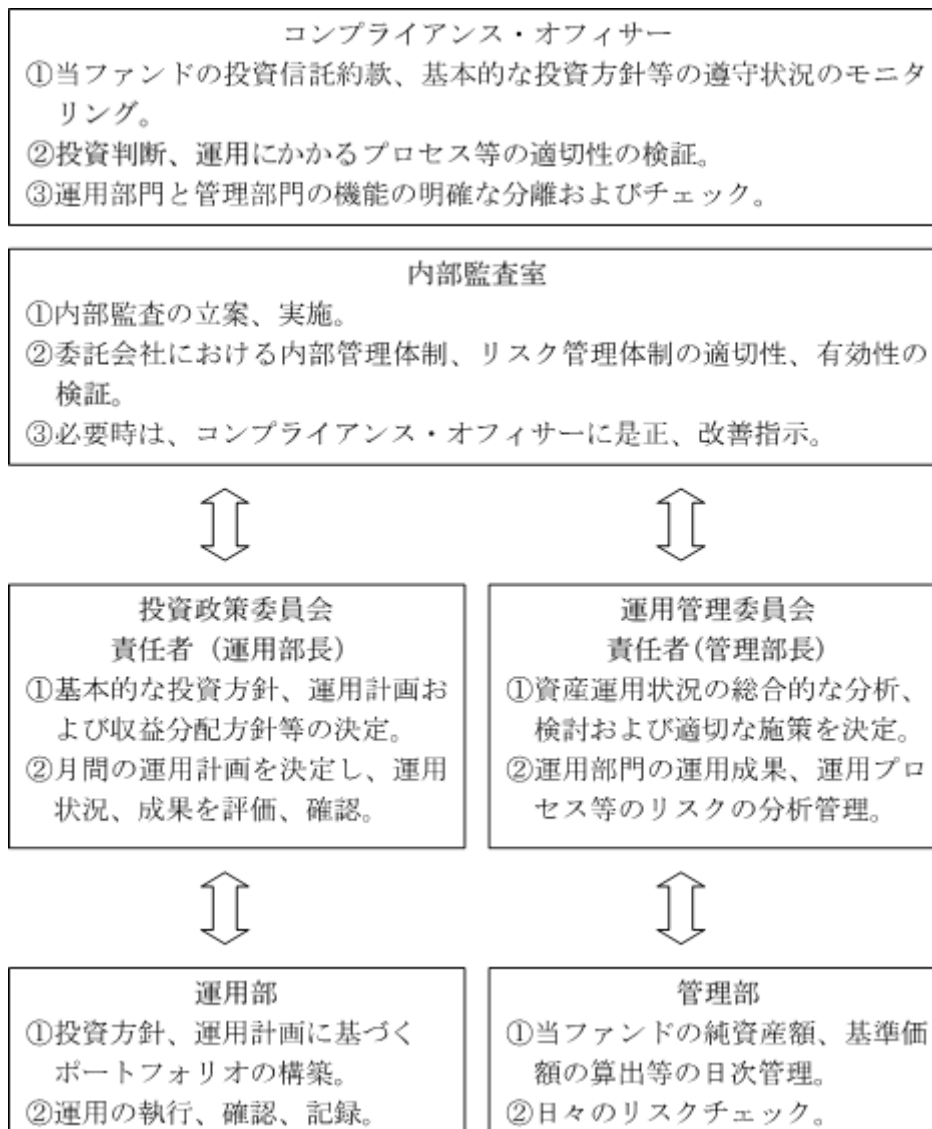 コンプライアンス・オフィサー
①当ファンドの投資信託約款、基本的な投資方針等の遵守状況のモニタ
リング。
②投資判断、運用にかかるプロセス等の適切性の検証。
③運用部門と管理部門の機能の明確な分離およびチェック。
内部監査室
①内部監査の立案、実施。
②委託会社における内部管理体制、リスク管理体制の適切性、有効性の
検証。
③必要時は、コンプライアンス・オフィサーに是正、改善指示。
投資政策委員会
責任者（運用部長）
①基本的な投資方針、運用計画お
よび収益分配方針等の決定。
②月間の運用計画を決定し、運用
状況、成果を評価、確認。
運用管理委員会
責任者(管理部長)
①資産運用状況の総合的な分析、
検討および適切な施策を決定。
②運用部門の運用成果、運用プロ
セス等のリスクの分析管理。
運用部
①投資方針、運用計画に基づく
ポートフォリオの構築。
②運用の執行、確認、記録。
管理部
①当ファンドの純資産額、基準価
額の算出等の日次管理。
②日々のリスクチェック。